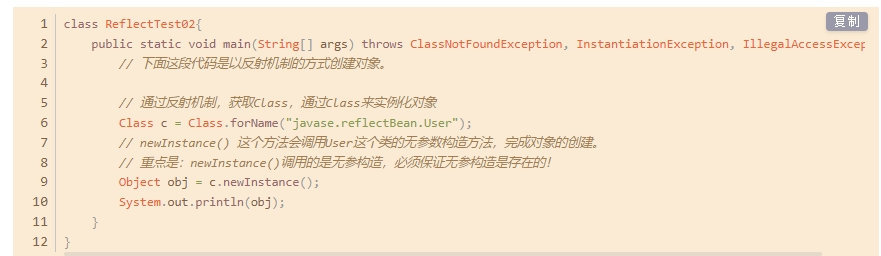 复制
1 class ReflectTest02{
2     public static void main(String[] args) throws ClassNotFoundException, InstantiationException, IllegalAccessExcep
3         // 下面这段代码是以反射机制的方式创建对象。
4
5         // 通过反射机制，获取Class，通过Class来实例化对象
6         Class c = Class.forName("javase.reflectBean.User");
7         // newInstance() 这个方法会调用User这个类的无参数构造方法，完成对象的创建。
8         // 重点是：newInstance()调用的是无参构造，必须保证无参构造是存在的！
9         Object obj = c.newInstance();
10         System.out.println(obj);
11     }
12 }